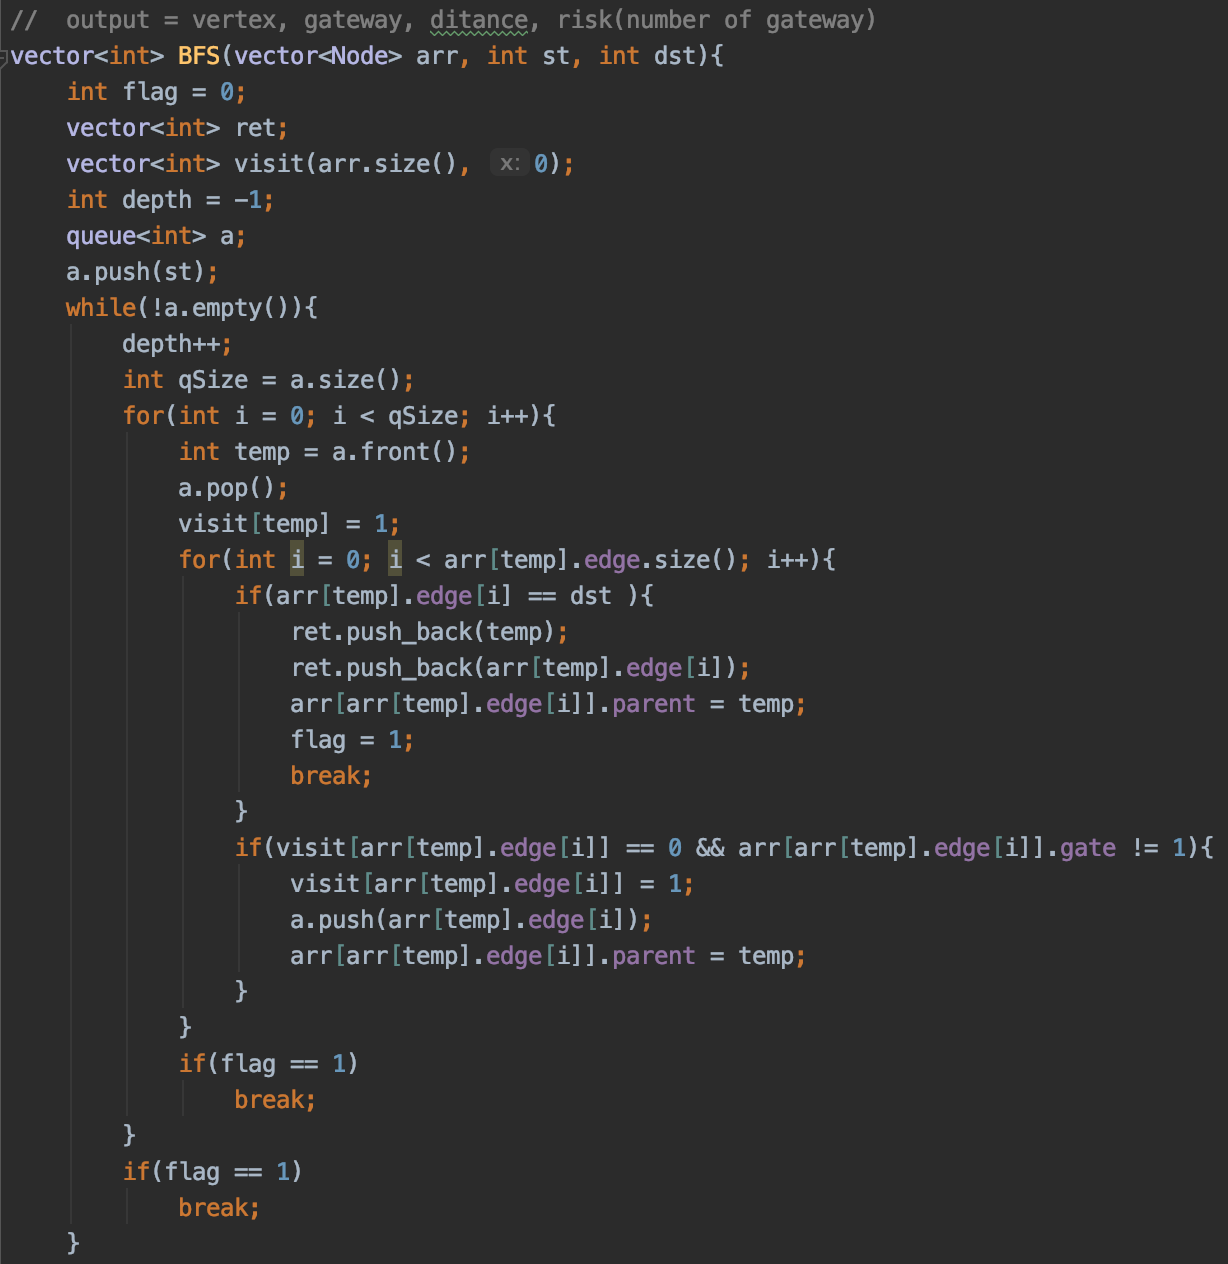 //  output = vertex, gateway, ditance, risk(number of gateway)
vector<int> BFS(vector<Node> arr, int st, int dst){
    int flag = 0;
    vector<int> ret;
    vector<int> visit(arr.size(), x: 0);
    int depth = -1;
    queue<int> a;
    a.push(st);
    while(!a.empty()){
        depth++;
        int qSize = a.size();
        for(int i = 0; i < qSize; i++){
            int temp = a.front();
            a.pop();
            visit[temp] = 1;
            for(int i = 0; i < arr[temp].edge.size(); i++){
                if(arr[temp].edge[i] == dst ){
                    ret.push_back(temp);
                    ret.push_back(arr[temp].edge[i]);
                    arr[arr[temp].edge[i]].parent = temp;
                    flag = 1;
                    break;
                }
                if(visit[arr[temp].edge[i]] == 0 && arr[arr[temp].edge[i]].gate != 1){
                    visit[arr[temp].edge[i]] = 1;
                    a.push(arr[temp].edge[i]);
                    arr[arr[temp].edge[i]].parent = temp;
                }
            }
            if(flag == 1)
                break;
        }
        if(flag == 1)
            break;
    }